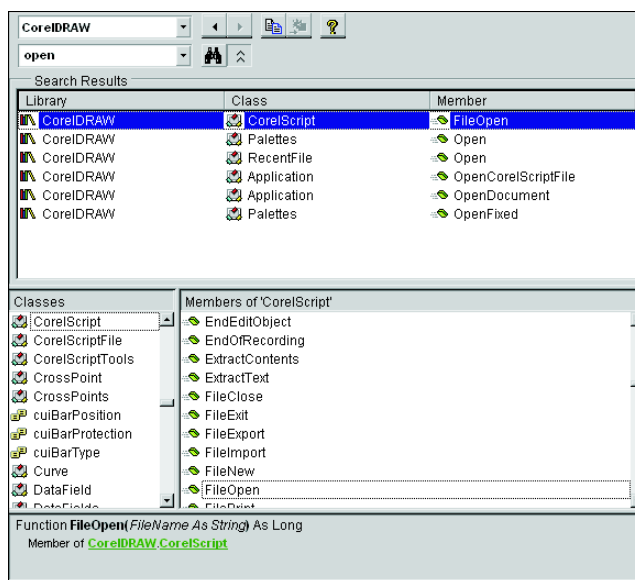 CorelDRAW
open
Search Results
Library Class Member
CorelDRAW CorelScript FileOpen
CorelDRAW Palettes Open
CorelDRAW RecentFile Open
CorelDRAW Application OpenCorelScriptFile
CorelDRAW Application OpenDocument
CorelDRAW Palettes OpenFixed
Classes
CorelScript
CorelScriptFile
CorelScriptTools
CrossPoint
CrossPoints
cuiBarPosition
cuiBarProtection
cuiBarType
Curve
DataField
DataFields
Members of 'CorelScript'
EndEditObject
EndOfRecording
ExtractContents
ExtractText
FileClose
FileExit
FileExport
FileImport
FileNew
FileOpen
FilePrint
Function FileOpen(FileName As String) As Long
Member of CorelDRAW.CorelScript